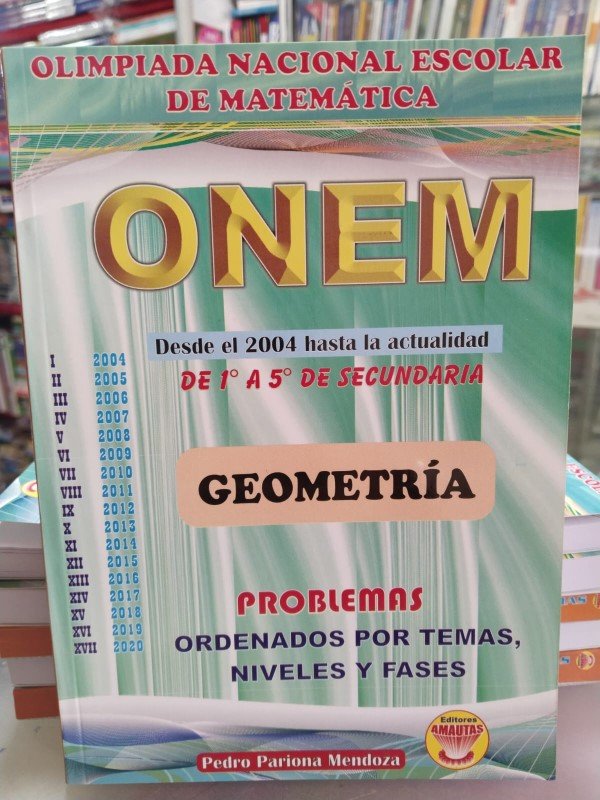 OLIMPIADA NACIONAL ESCOLAR
DE MATEMÁTICA
ONEM
Desde el 2004 hasta la actualidad
DE 1° A 5° DE SECUNDARIA
I 2004
II 2005
III 2006
IV 2007
V 2008
VI 2009
VII 2010
VIII 2011
IX 2012
X 2013
XI 2014
XII 2015
XIII 2016
XIV 2017
XV 2018
XVI 2019
XVII 2020
GEOMETRÍA
PROBLEMAS
ORDENADOS POR TEMAS,
NIVELES Y FASES
Editores
AMAUTAS
Pedro Pariona Mendoza